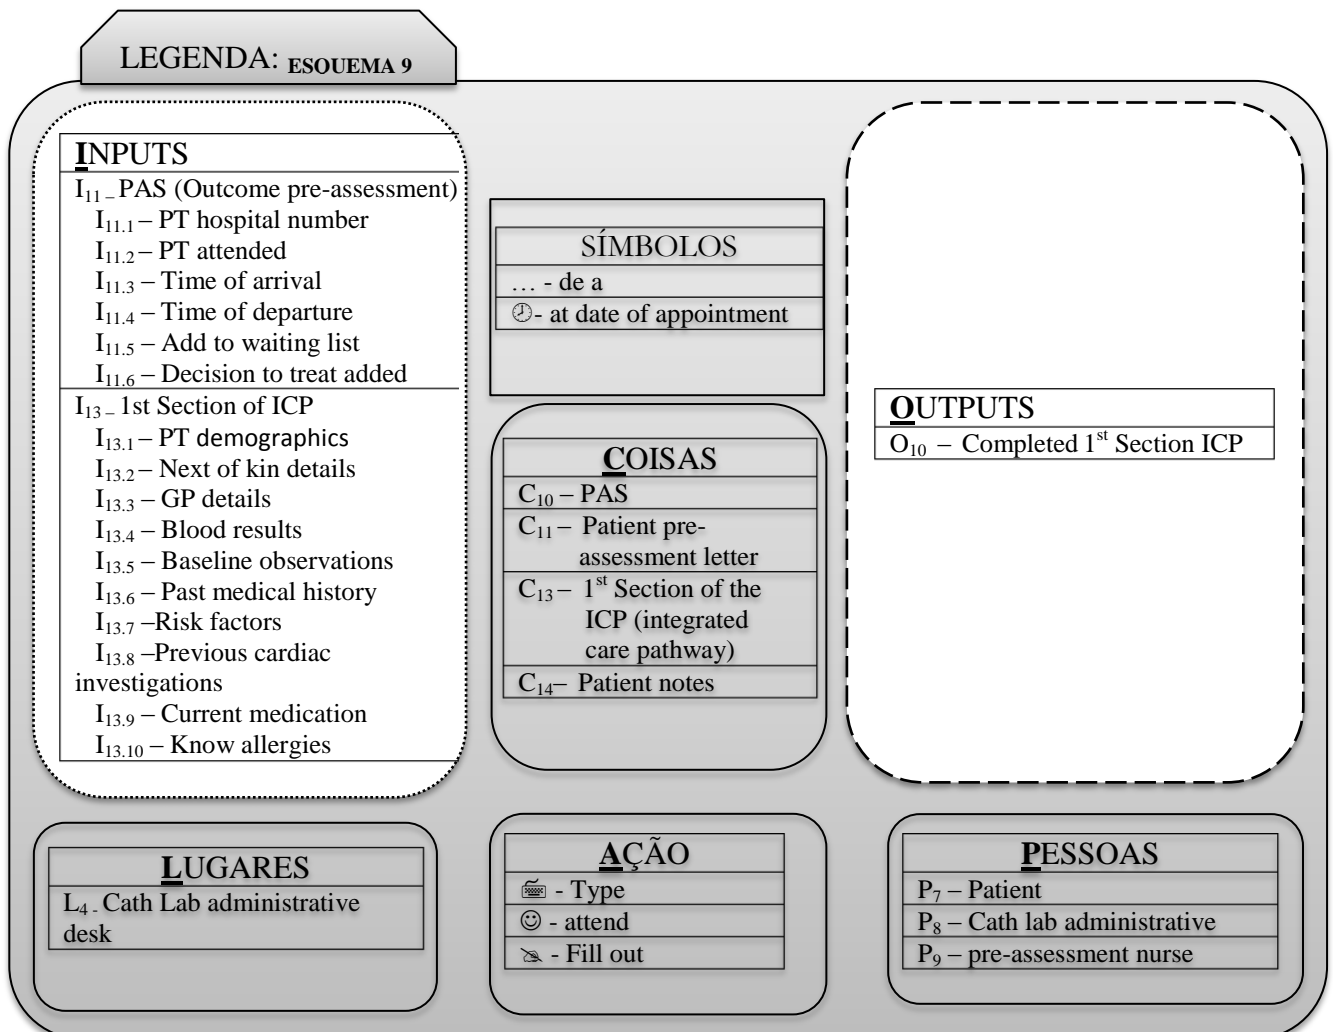 LEGENDA: ESQUEMA 9
INPUTS
I11 – PAS (Outcome pre-assessment)
I11.1 – PT hospital number
I11.2 – PT attended
I11.3 – Time of arrival
I11.4 – Time of departure
I11.5 – Add to waiting list
I11.6 – Decision to treat added
I13 – 1st Section of ICP
I13.1 – PT demographics
I13.2 – Next of kin details
I13.3 – GP details
I13.4 – Blood results
I13.5 – Baseline observations
I13.6 – Past medical history
I13.7 –Risk factors
I13.8 –Previous cardiac
investigations
I13.9 – Current medication
I13.10 – Know allergies
SÍMBOLOS
… - de a
🕗- at date of appointment
COISAS
C10 – PAS
C11 – Patient pre-
assessment letter
C13 – 1st Section of the
ICP (integrated
care pathway)
C14– Patient notes
OUTPUTS
O10 – Completed 1st Section ICP
LUGARES
L4 - Cath Lab administrative
desk
AÇÃO
🖮 - Type
☺ - attend
✎ - Fill out
PESSOAS
P7 – Patient
P8 – Cath lab administrative
P9 – pre-assessment nurse